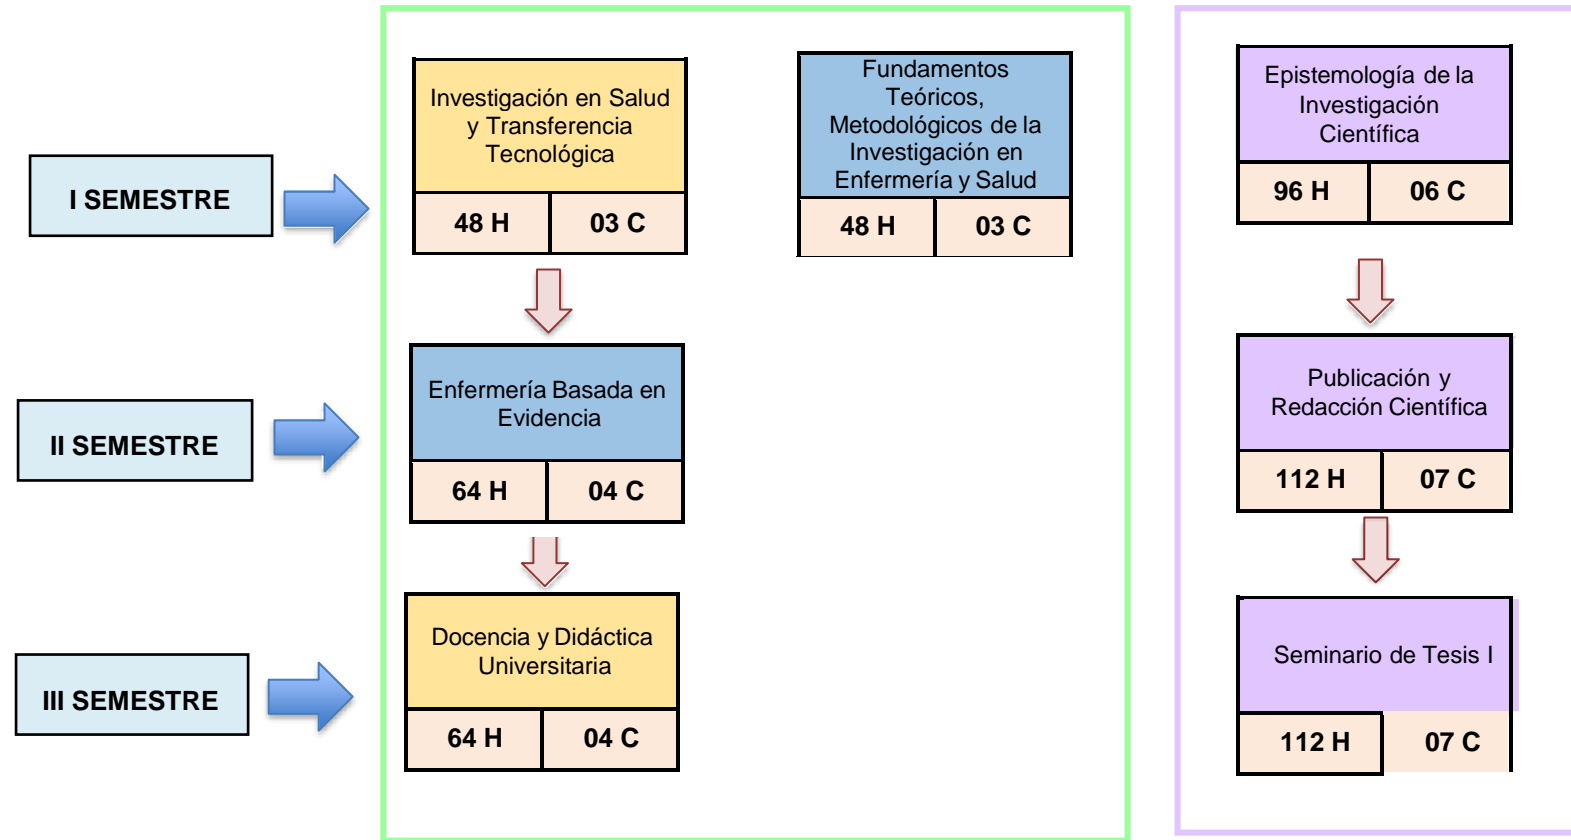 I SEMESTRE
Investigación en Salud
y Transferencia
Tecnológica
48 H
03 C
Fundamentos
Teóricos,
Metodológicos de la
Investigación en
Enfermería y Salud
48 H
03 C
Epistemología de la
Investigación
Científica
96 H
06 C
II SEMESTRE
Enfermería Basada en
Evidencia
64 H
04 C
Publicación y
Redacción Científica
112 H
07 C
III SEMESTRE
Docencia y Didáctica
Universitaria
64 H
04 C
Seminario de Tesis I
112 H
07 C